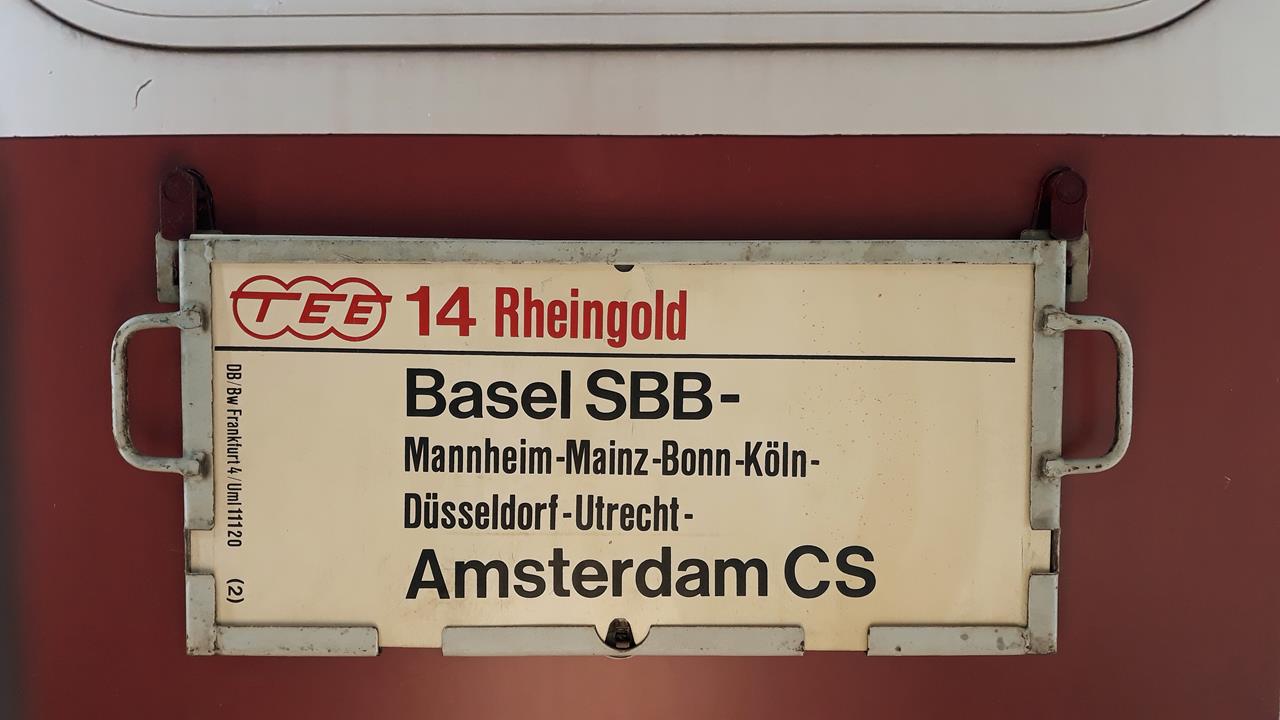 TEE 14 Rheingold
Basel SBB-
Mannheim-Mainz-Bonn-Köln-
Düsseldorf-Utrecht-
Amsterdam CS
DB/Bw Frankfurt 4/Uml 11120 (2)